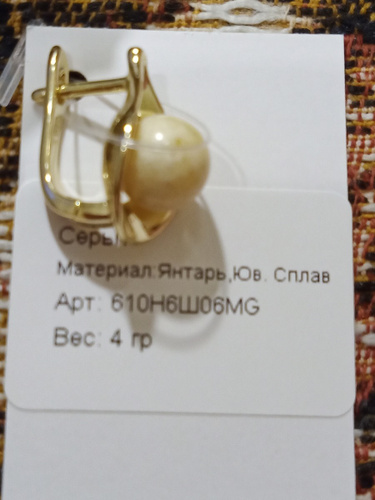 Материал:Янтарь,Юв. Сплав
Арт: 610Н6Ш06MG
Вес: 4 гр